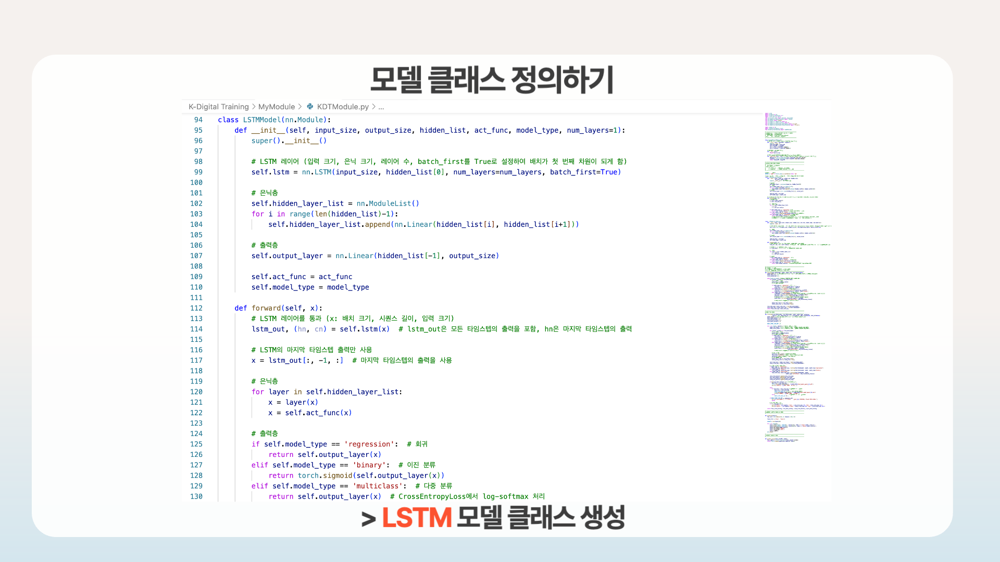 모델 클래스 정의하기
K-Digital Training > MyModule > KDTModule.py > ...
94 class LSTMModel(nn.Module):
95 def __init__(self, input_size, output_size, hidden_list, act_func, model_type, num_layers=1):
96 super().__init__()
97
98 # LSTM 레이어 (입력 크기, 은닉 크기, 레이어 수, batch_first를 True로 설정하여 배치가 첫 번째 차원이 되게 함)
99 self.lstm = nn.LSTM(input_size, hidden_list[0], num_layers=num_layers, batch_first=True)
100
101 # 은닉층
102 self.hidden_layer_list = nn.ModuleList()
103 for i in range(len(hidden_list)-1):
104 self.hidden_layer_list.append(nn.Linear(hidden_list[i], hidden_list[i+1]))
105
106 # 출력층
107 self.output_layer = nn.Linear(hidden_list[-1], output_size)
108
109 self.act_func = act_func
110 self.model_type = model_type
111
112 def forward(self, x):
113 # LSTM 레이어를 통과 (x: 배치 크기, 시퀀스 길이, 입력 크기)
114 lstm_out, (hn, cn) = self.lstm(x) # lstm_out은 모든 타임스텝의 출력을 포함, hn은 마지막 타임스텝의 출력
115
116 # LSTM의 마지막 타임스텝 출력만 사용
117 x = lstm_out[:, -1, :] # 마지막 타임스텝의 출력을 사용
118
119 # 은닉층
120 for layer in self.hidden_layer_list:
121 x = layer(x)
122 x = self.act_func(x)
123
124 # 출력층
125 if self.model_type == 'regression': # 회귀
126 return self.output_layer(x)
127 elif self.model_type == 'binary': # 이진 분류
128 return torch.sigmoid(self.output_layer(x))
129 elif self.model_type == 'multiclass': # 다중 분류
130 return self.output_layer(x) # CrossEntropyLoss에서 log-softmax 처리
> LSTM 모델 클래스 생성